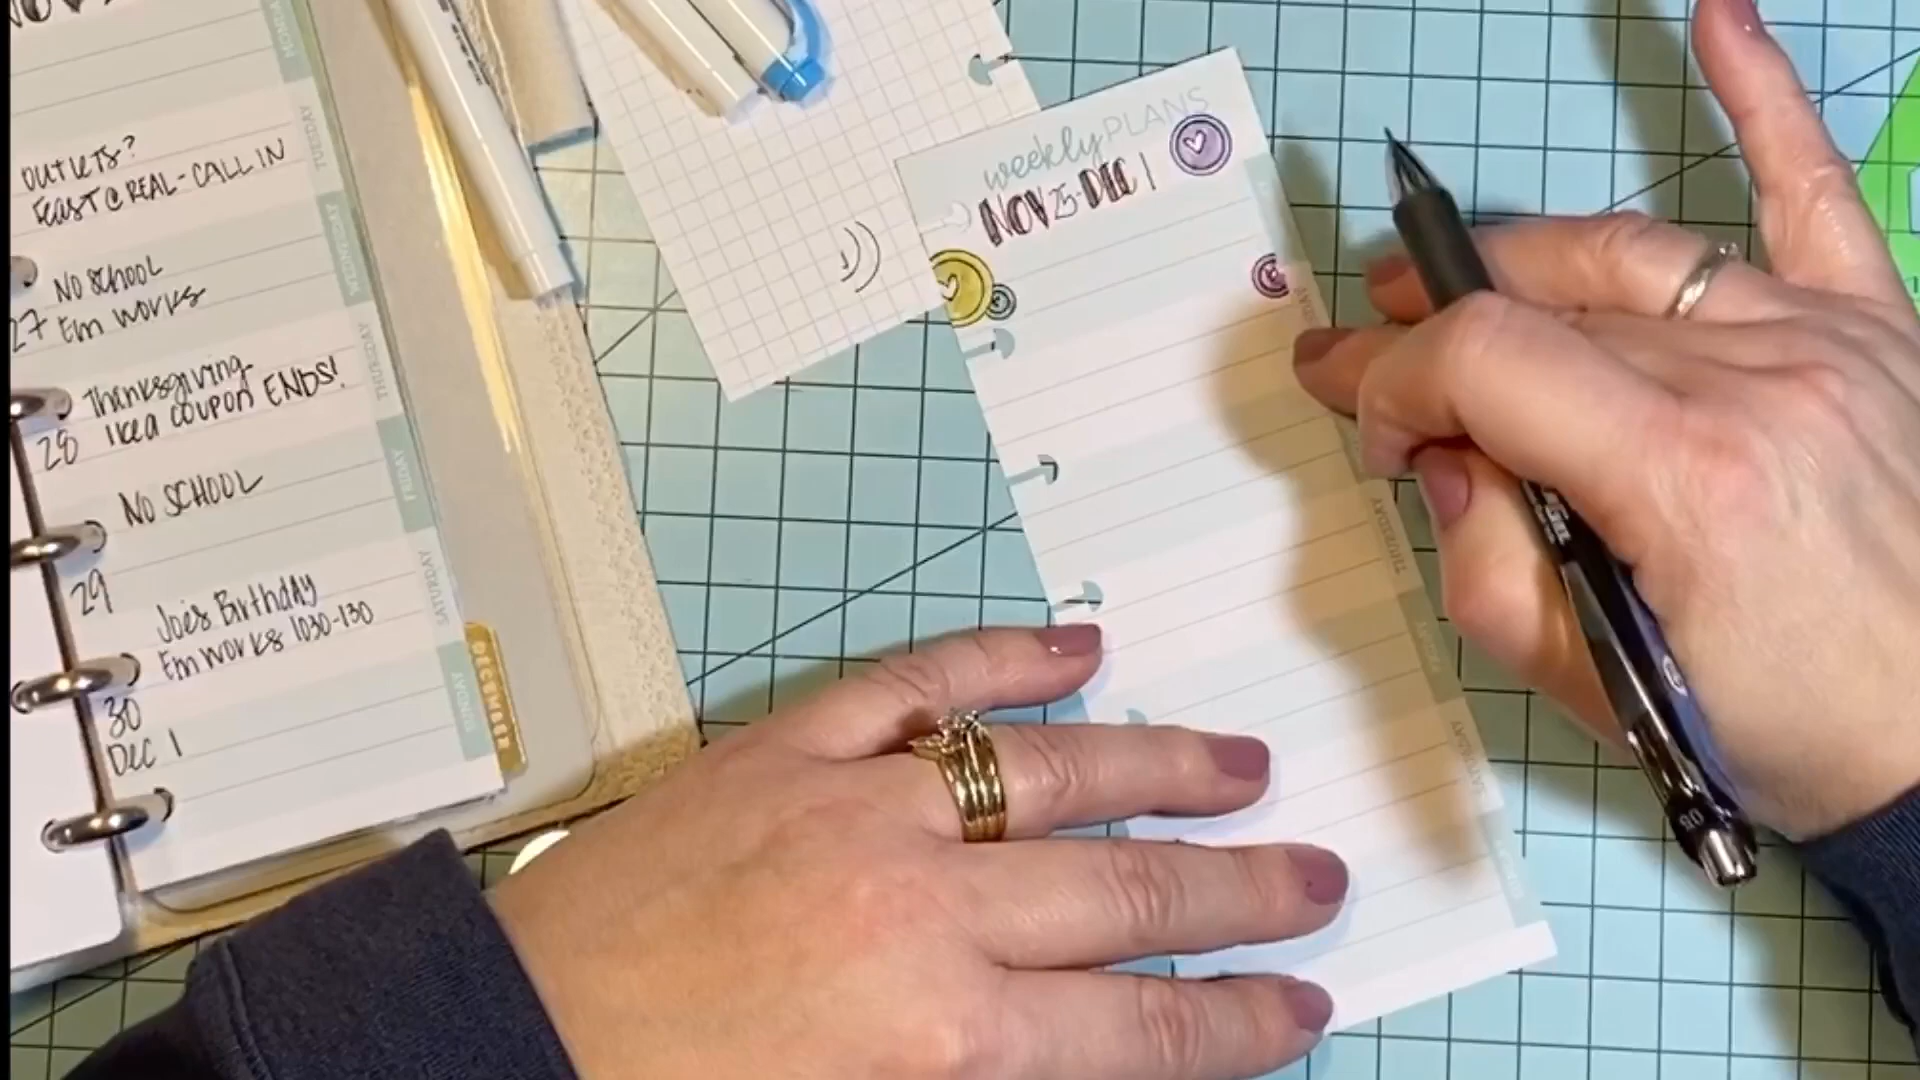 TUESDAY
OUTLETS?
FEAST @ REAL - CALL IN
WEDNESDAY
NO SCHOOL
27 Em works
THURSDAY
Thanksgiving
28 Ikea coupon ENDS!
FRIDAY
NO SCHOOL
29
SATURDAY
Joe's Birthday
Em works 1030-130
30
SUNDAY
DEC 1
DECEMBER
weekly PLANS
NOV 25-DEC 1
THURSDAY
FRIDAY
SATURDAY
05